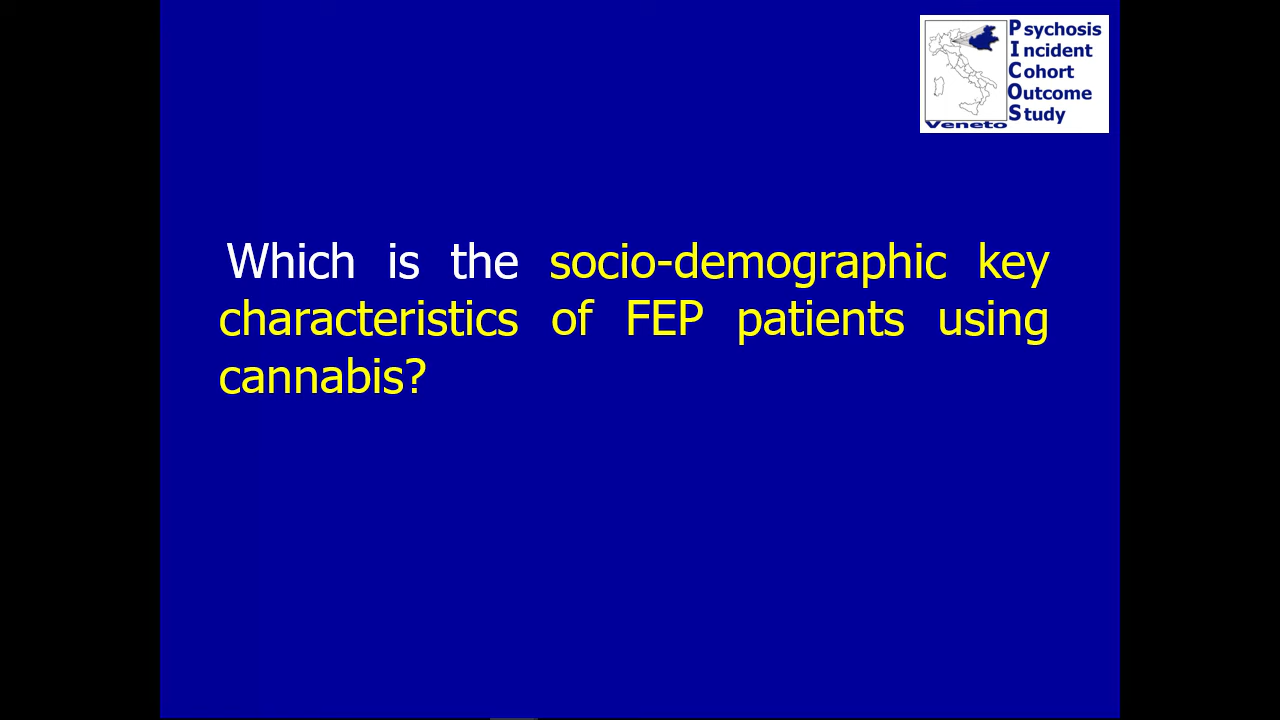 Psychosis
Incident
Cohort
Outcome
Study
Veneto
Which is the socio-demographic key
characteristics of FEP patients using
cannabis?